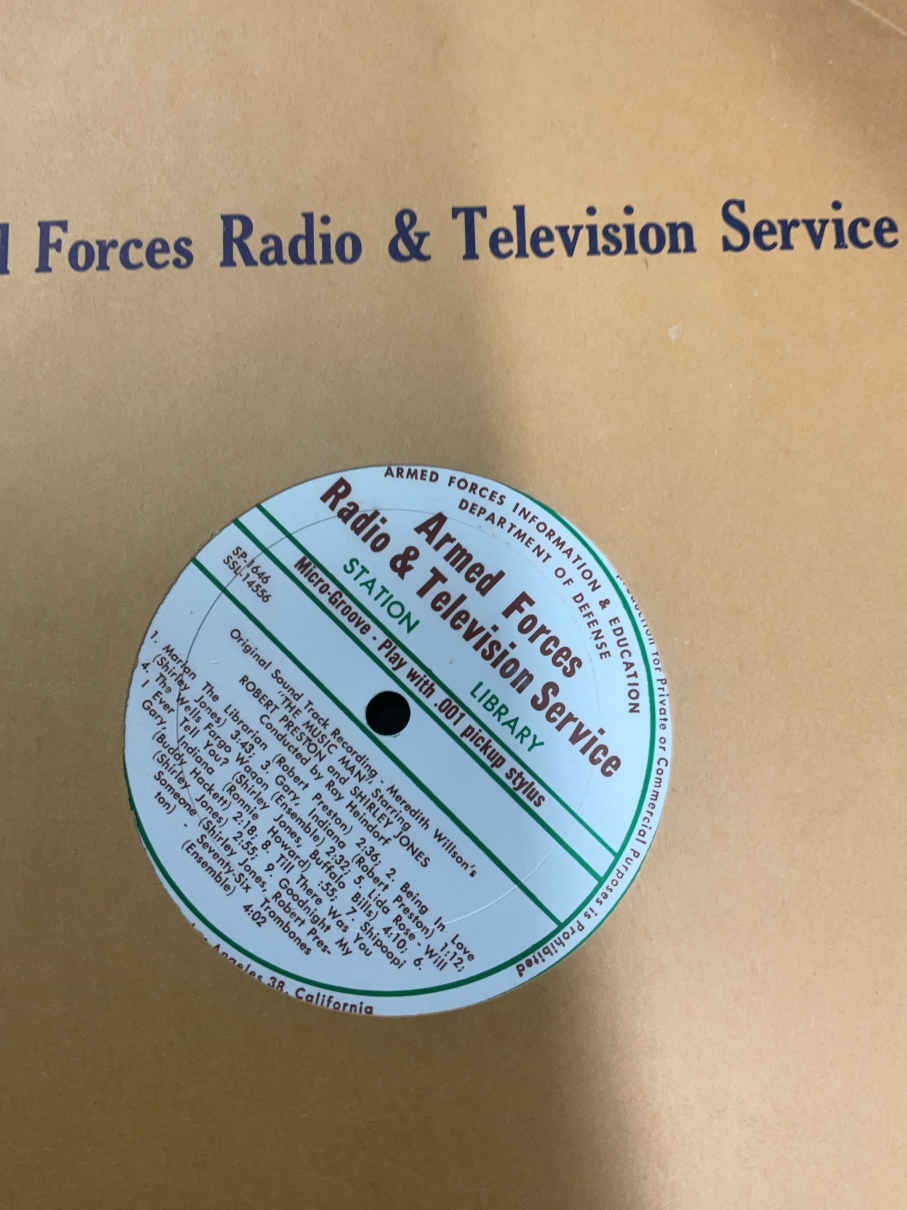 Forces Radio & Television Service
ARMED FORCES INFORMATION & EDUCATION
DEPARTMENT OF DEFENSE
Armed Forces
Radio & Television Service
STATION LIBRARY
Micro-Groove - Play with .001 pickup stylus
SP-1646
SSL-14556
Original Sound Track Recording, Meredith Willson's
"THE MUSIC MAN", Starring
ROBERT PRESTON and SHIRLEY JONES
Conducted by Ray Heindorf
1. Marian The Librarian (Robert Preston) 2:36; 2. Being In Love
(Shirley Jones) 3:43; 3. Gary, Indiana (Robert Preston) 1:12;
4. The Wells Fargo Wagon (Ensemble) 2:32; 5. Lida Rose - Will
I Ever Tell You? (Shirley Jones, Buffalo Bills) 4:10; 6.
Gary, Indiana (Ronnie Howard) :55; 7. Shipoopi
(Buddy Hackett) 2:18; 8. Till There Was You
(Shirley Jones) 2:55; 9. Goodnight My
Someone (Shirley Jones, Robert Pres-
ton) - Seventy-Six Trombones
(Ensemble) 4:02
for Private or Commercial Purposes is Prohibited
Angeles 38, California